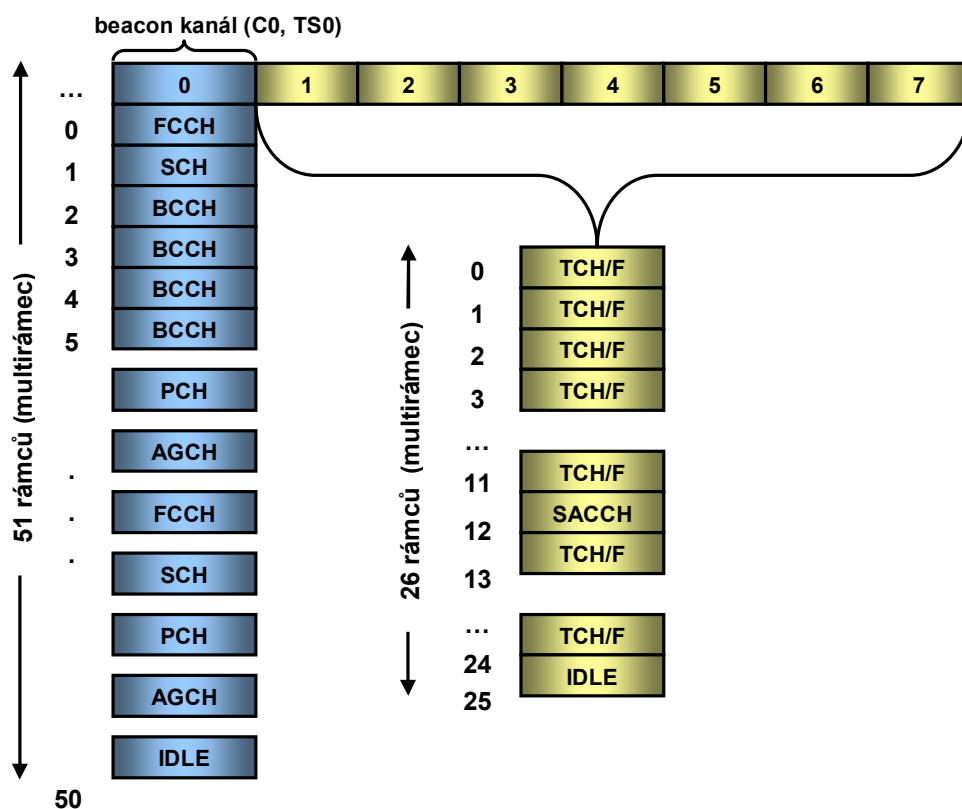 beacon kanál (C0, TS0)
... 0 1 2 3 4 5 6 7
0 FCCH
1 SCH
2 BCCH
3 BCCH
4 BCCH
5 BCCH
PCH
AGCH
.
. FCCH
.
SCH
PCH
AGCH
IDLE
50
51 rámců (multirámec)
26 rámců (multirámec)
0 TCH/F
1 TCH/F
2 TCH/F
3 TCH/F
...
11 TCH/F
12 SACCH
13 TCH/F
...
24 TCH/F
25 IDLE